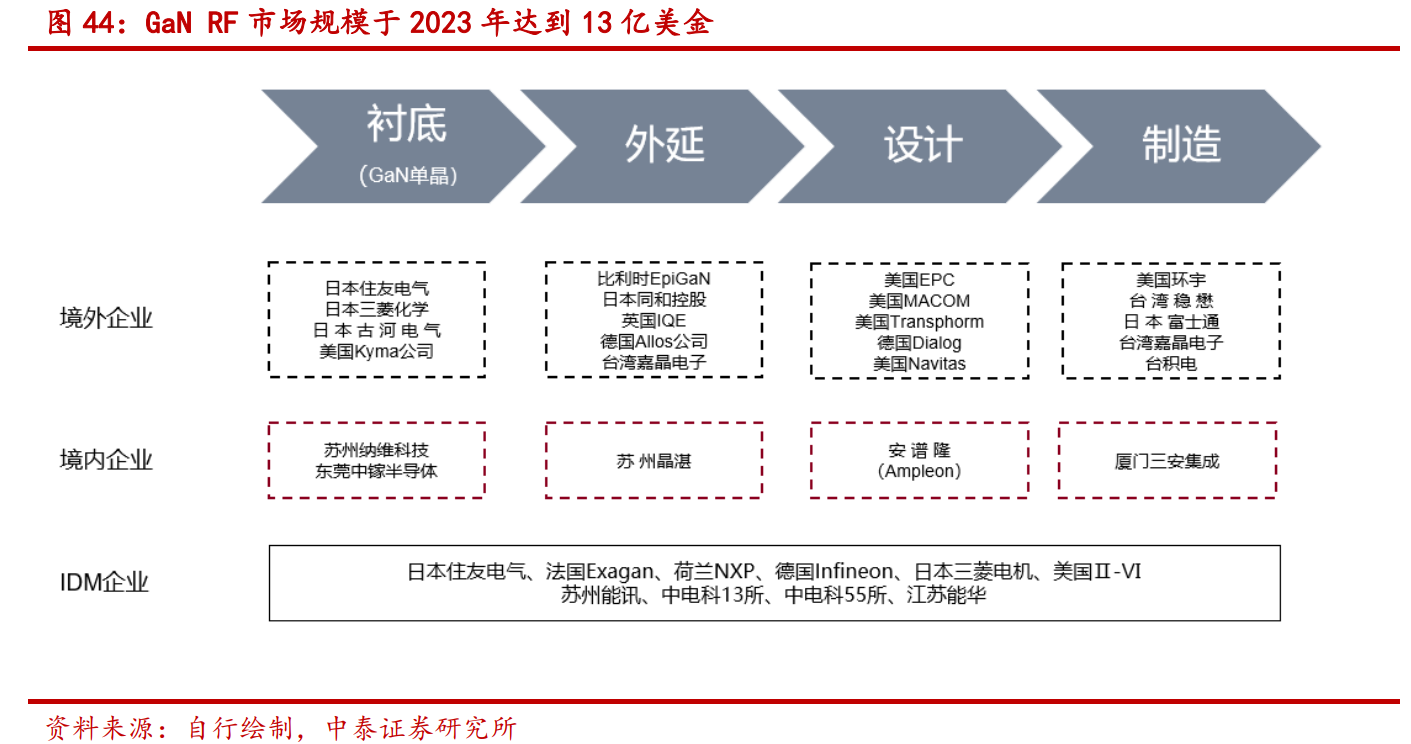 图 44：GaN RF 市场规模于 2023 年达到 13 亿美金
衬底
（GaN单晶）
外延
设计
制造
境外企业
日本住友电气
日本三菱化学
日 本 古 河 电 气
美国Kyma公司
比利时EpiGaN
日本同和控股
英国IQE
德国Allos公司
台湾嘉晶电子
美国EPC
美国MACOM
美国Transphorm
德国Dialog
美国Navitas
美国环宇
台 湾 稳 懋
日 本 富士通
台湾嘉晶电子
台积电
境内企业
苏州纳维科技
东莞中镓半导体
苏 州晶湛
安 谱 隆
（Ampleon）
厦门三安集成
IDM企业
日本住友电气、法国Exagan、荷兰NXP、德国Infineon、日本三菱电机、美国Ⅱ-Ⅵ
苏州能讯、中电科13所、中电科55所、江苏能华
资料来源：自行绘制，中泰证券研究所